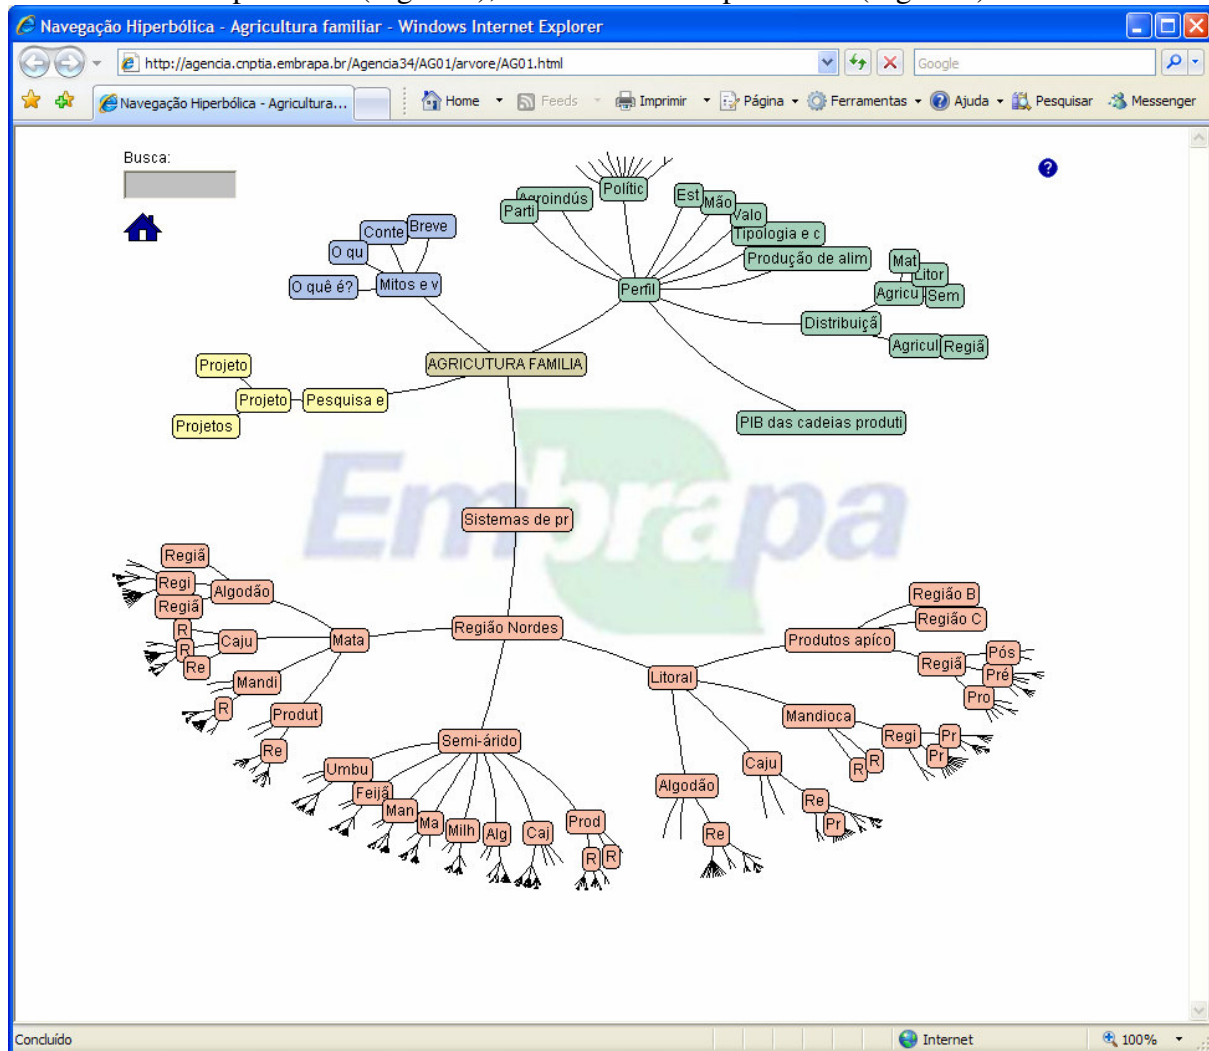 Navegação Hiperbólica - Agricultura familiar - Windows Internet Explorer
http://agencia.cnptia.embrapa.br/Agencia34/AG01/arvore/AG01.html
Google
Navegação Hiperbólica - Agricultura...
Home
Feeds
Imprimir
Página
Ferramentas
Ajuda
Pesquisar
Messenger
Busca:
?
Polític
Agroindús
Parti
Est
Mão
Valo
Tipologia e c
Produção de alim
Breve
Conte
O qu
O quê é?
Mitos e v
Perfil
Mat
Litor
Agricu
Sem
Distribuiçã
Agricul
Regiã
AGRICUTURA FAMILIA
Projeto
Projeto
Pesquisa e
Projetos
PIB das cadeias produti
Embrapa
Sistemas de pr
Região Nordes
Mata
Algodão
Regiã
Regi
Regiã
Caju
R
R
Re
Mandi
R
Produt
Re
Semi-árido
Umbu
Feijã
Man
Ma
Milh
Alg
Caj
Prod
R
R
Litoral
Produtos apíco
Região B
Região C
Regiã
Pós
Pré
Pro
Mandioca
Regi
Pr
Pr
R
R
Caju
Re
Pr
Algodão
Re
Concluído
Internet
100%